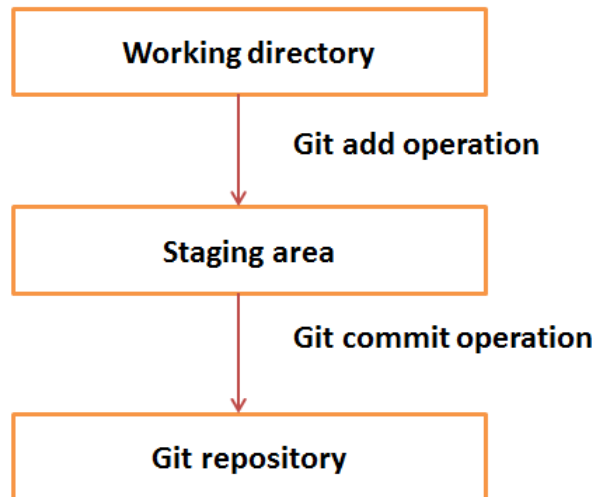 Working directory
Git add operation
Staging area
Git commit operation
Git repository